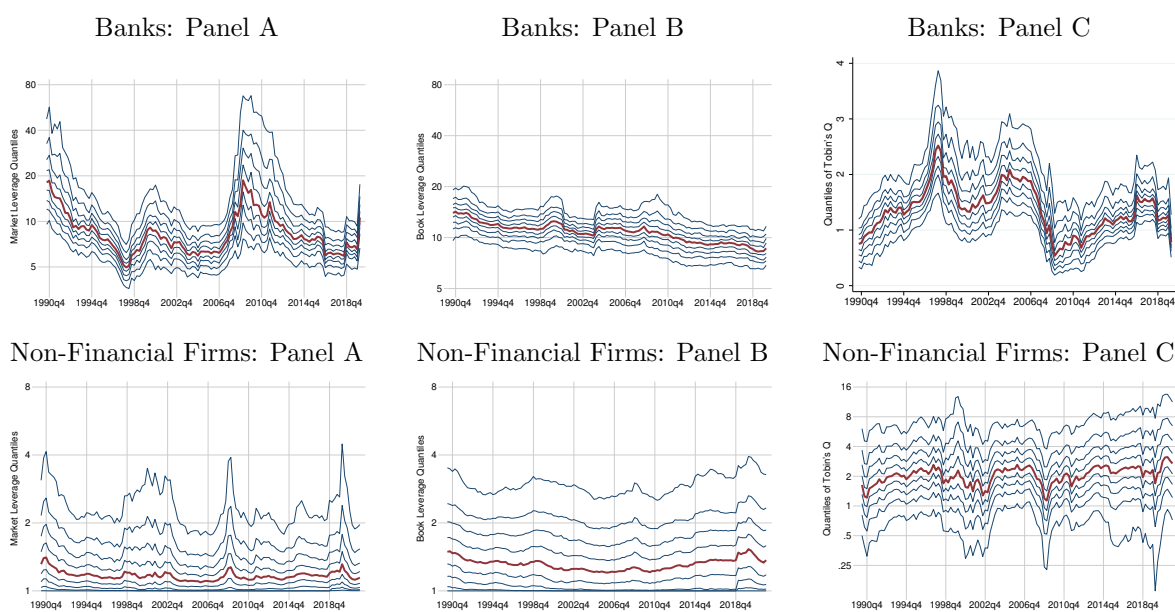 Banks: Panel A
Market Leverage Quantiles
80
40
20
10
5
1990q4 1994q4 1998q4 2002q4 2006q4 2010q4 2014q4 2018q4
Banks: Panel B
Book Leverage Quantiles
80
40
20
10
5
1990q4 1994q4 1998q4 2002q4 2006q4 2010q4 2014q4 2018q4
Banks: Panel C
Quantiles of Tobin's Q
4
3
2
1
0
1990q4 1994q4 1998q4 2002q4 2006q4 2010q4 2014q4 2018q4
Non-Financial Firms: Panel A
Market Leverage Quantiles
8
4
2
1
1990q4 1994q4 1998q4 2002q4 2006q4 2010q4 2014q4 2018q4
Non-Financial Firms: Panel B
Book Leverage Quantiles
8
4
2
1
1990q4 1994q4 1998q4 2002q4 2006q4 2010q4 2014q4 2018q4
Non-Financial Firms: Panel C
Quantiles of Tobin's Q
16
8
4
2
1
.5
.25
1990q4 1994q4 1998q4 2002q4 2006q4 2010q4 2014q4 2018q4